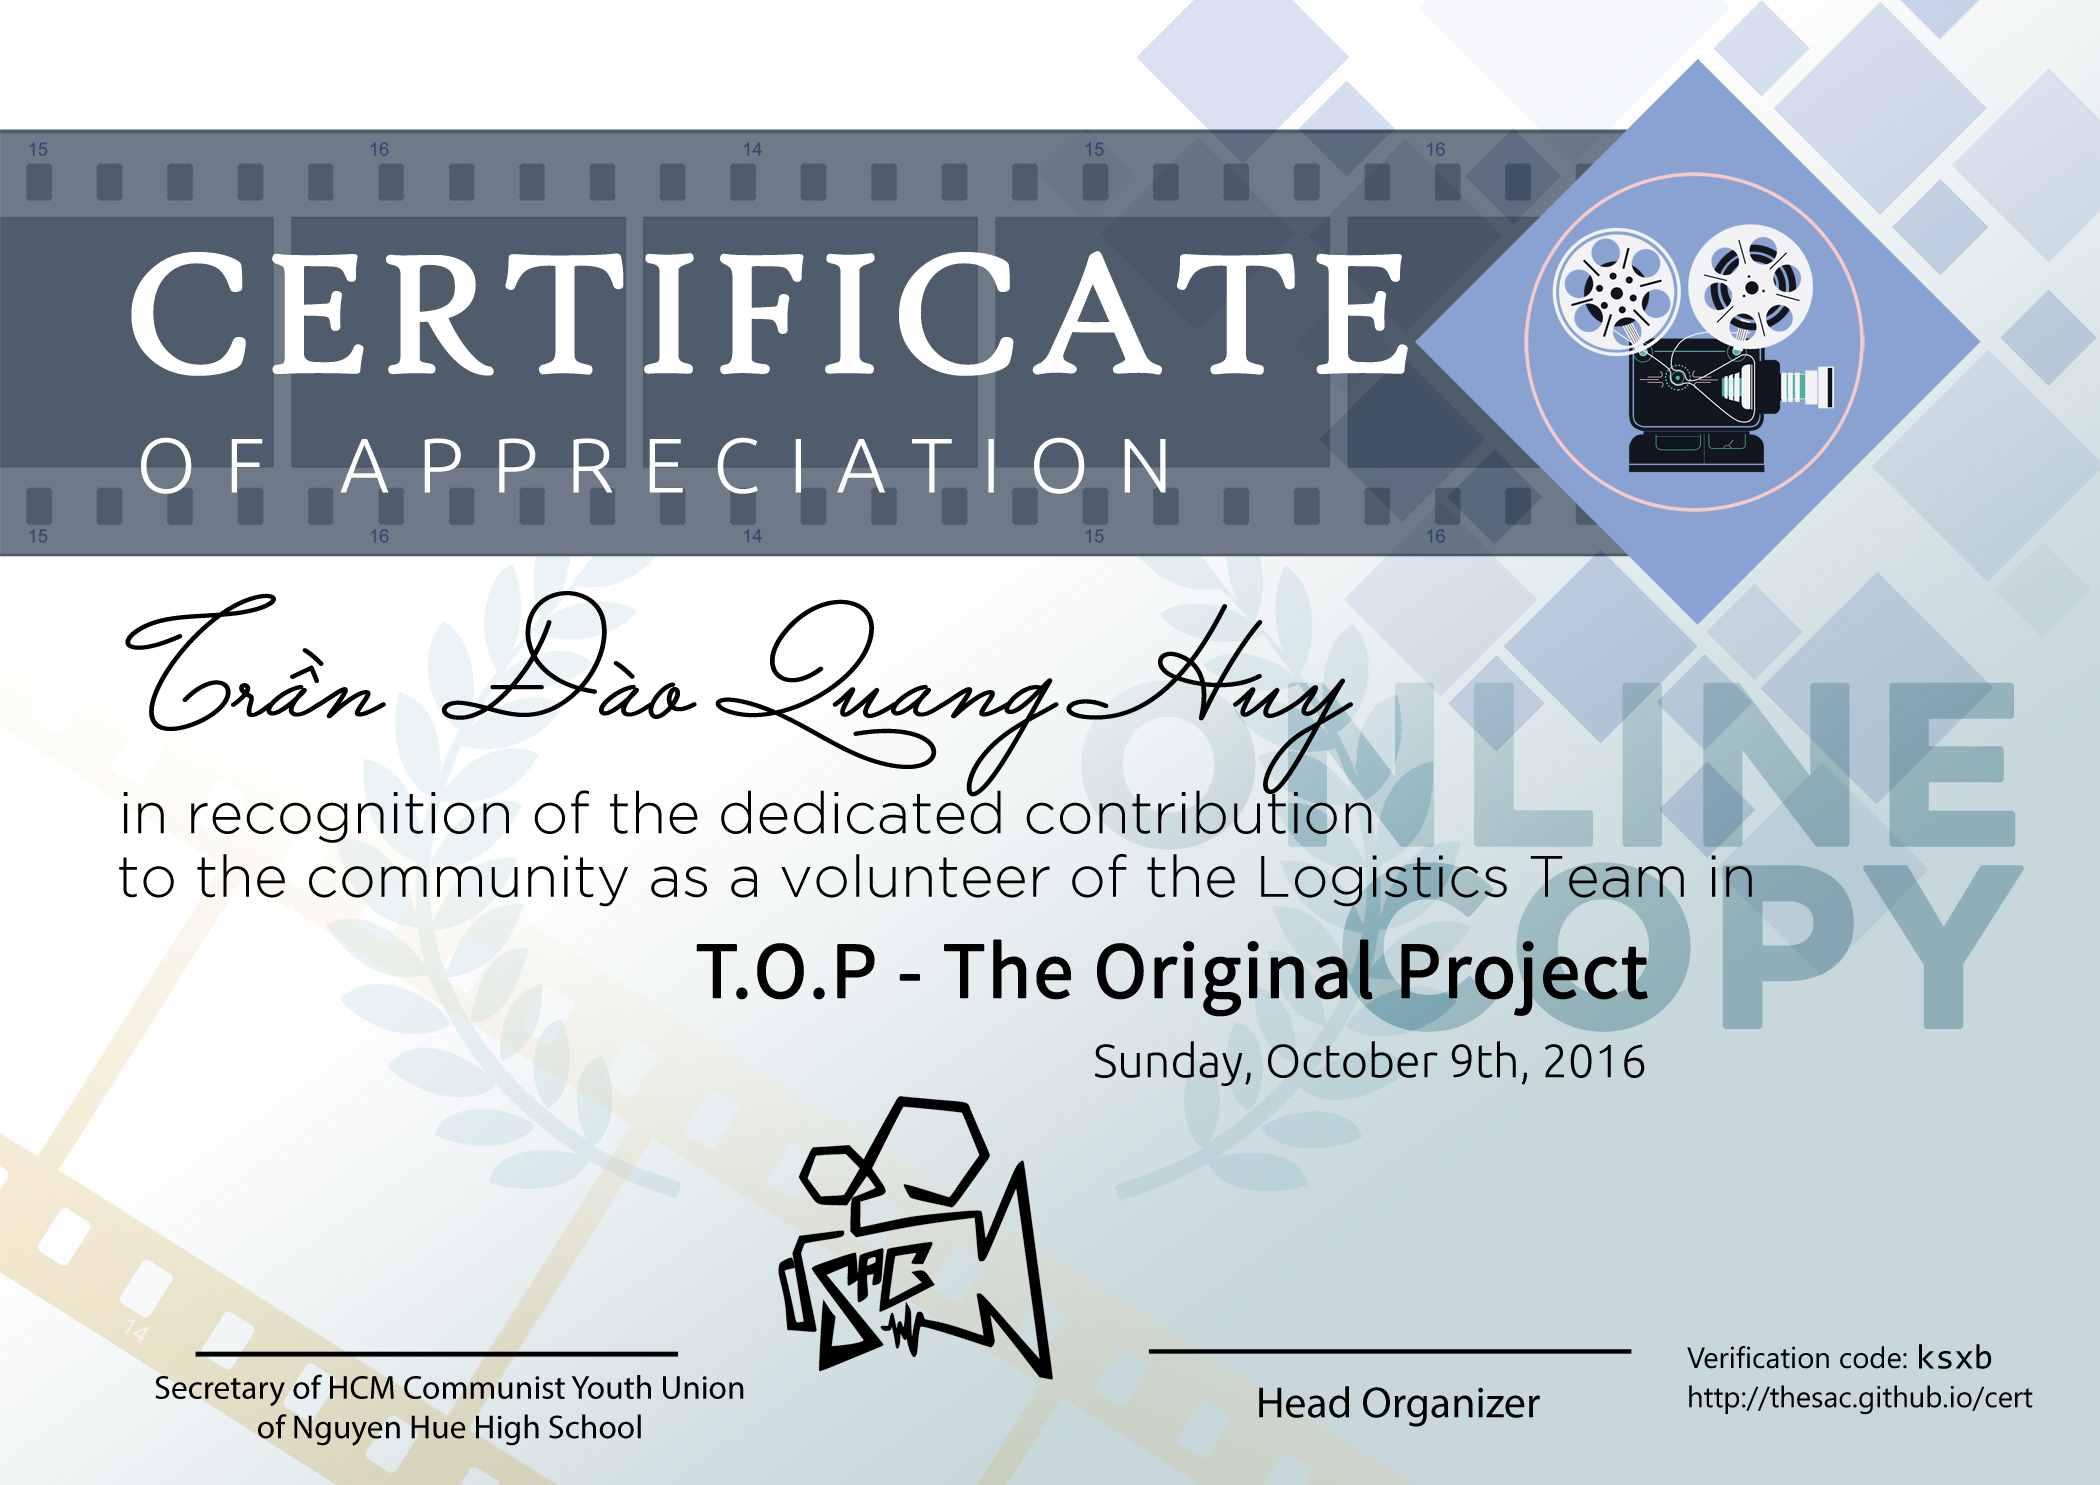 15 16 14 15 16
CERTIFICATE
OF APPRECIATION
15 16 14 15 16
Trần Đào Quang Huy
ONLINE
COPY
in recognition of the dedicated contribution
to the community as a volunteer of the Logistics Team in
T.O.P - The Original Project
Sunday, October 9th, 2016
SAC
14
Secretary of HCM Communist Youth Union
of Nguyen Hue High School
Head Organizer
Verification code: ksxb
http://thesac.github.io/cert